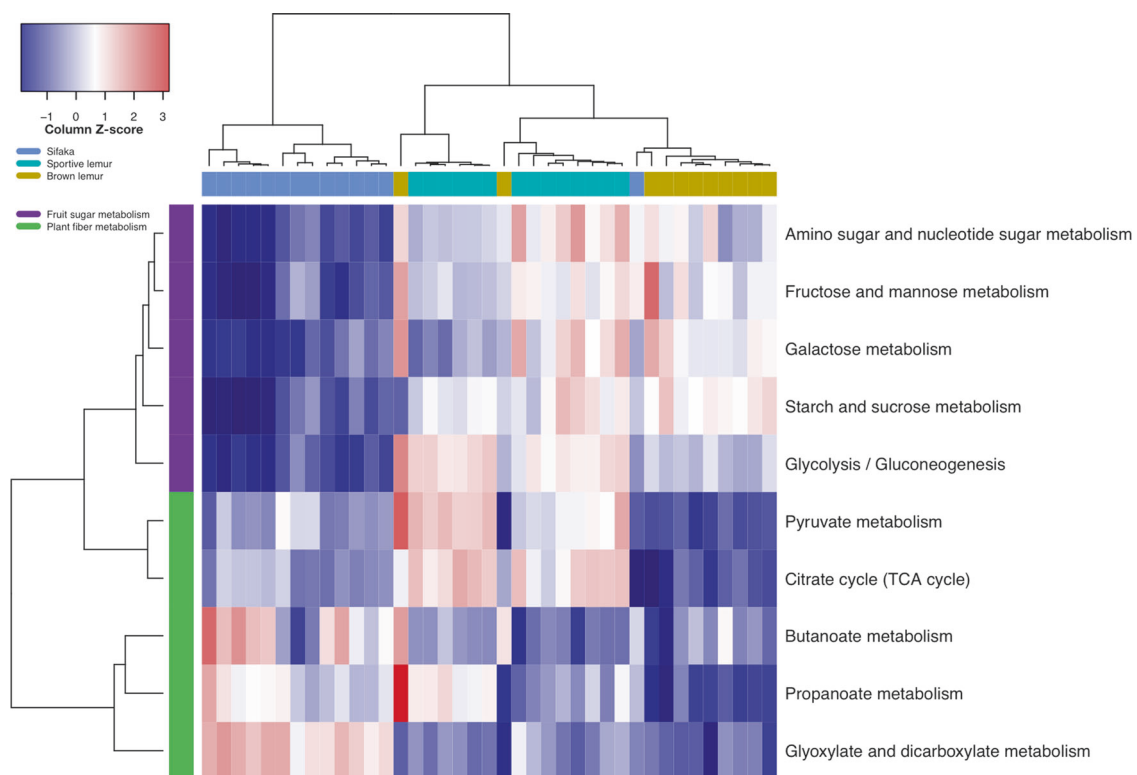 −1 0 1 2 3
Column Z-score
Sifaka
Sportive lemur
Brown lemur
Fruit sugar metabolism
Plant fiber metabolism
Amino sugar and nucleotide sugar metabolism
Fructose and mannose metabolism
Galactose metabolism
Starch and sucrose metabolism
Glycolysis / Gluconeogenesis
Pyruvate metabolism
Citrate cycle (TCA cycle)
Butanoate metabolism
Propanoate metabolism
Glyoxylate and dicarboxylate metabolism